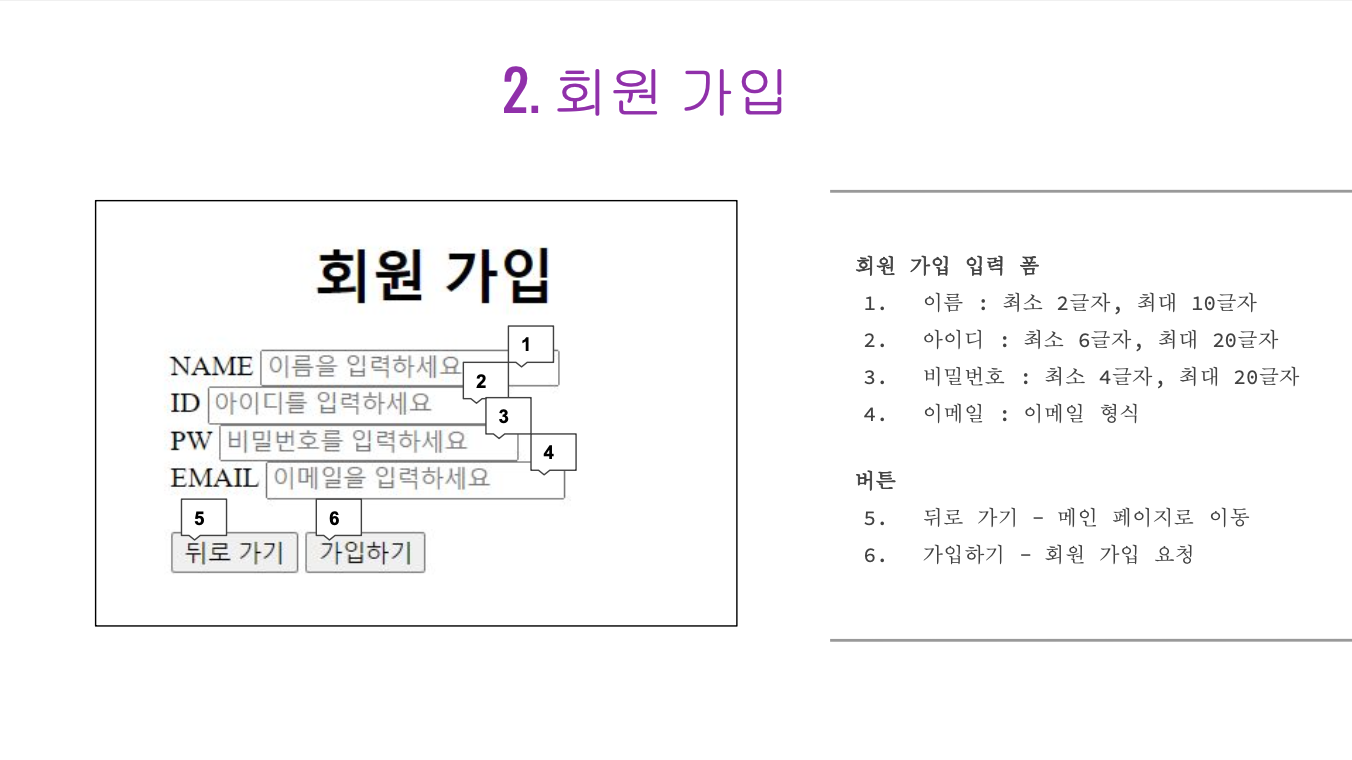 2. 회원 가입
회원 가입
1
NAME 이름을 입력하세요
2
ID 아이디를 입력하세요
3
PW 비밀번호를 입력하세요
4
EMAIL 이메일을 입력하세요
5 6
뒤로 가기 가입하기
회원 가입 입력 폼
1. 이름 : 최소 2글자, 최대 10글자
2. 아이디 : 최소 6글자, 최대 20글자
3. 비밀번호 : 최소 4글자, 최대 20글자
4. 이메일 : 이메일 형식
버튼
5. 뒤로 가기 – 메인 페이지로 이동
6. 가입하기 – 회원 가입 요청